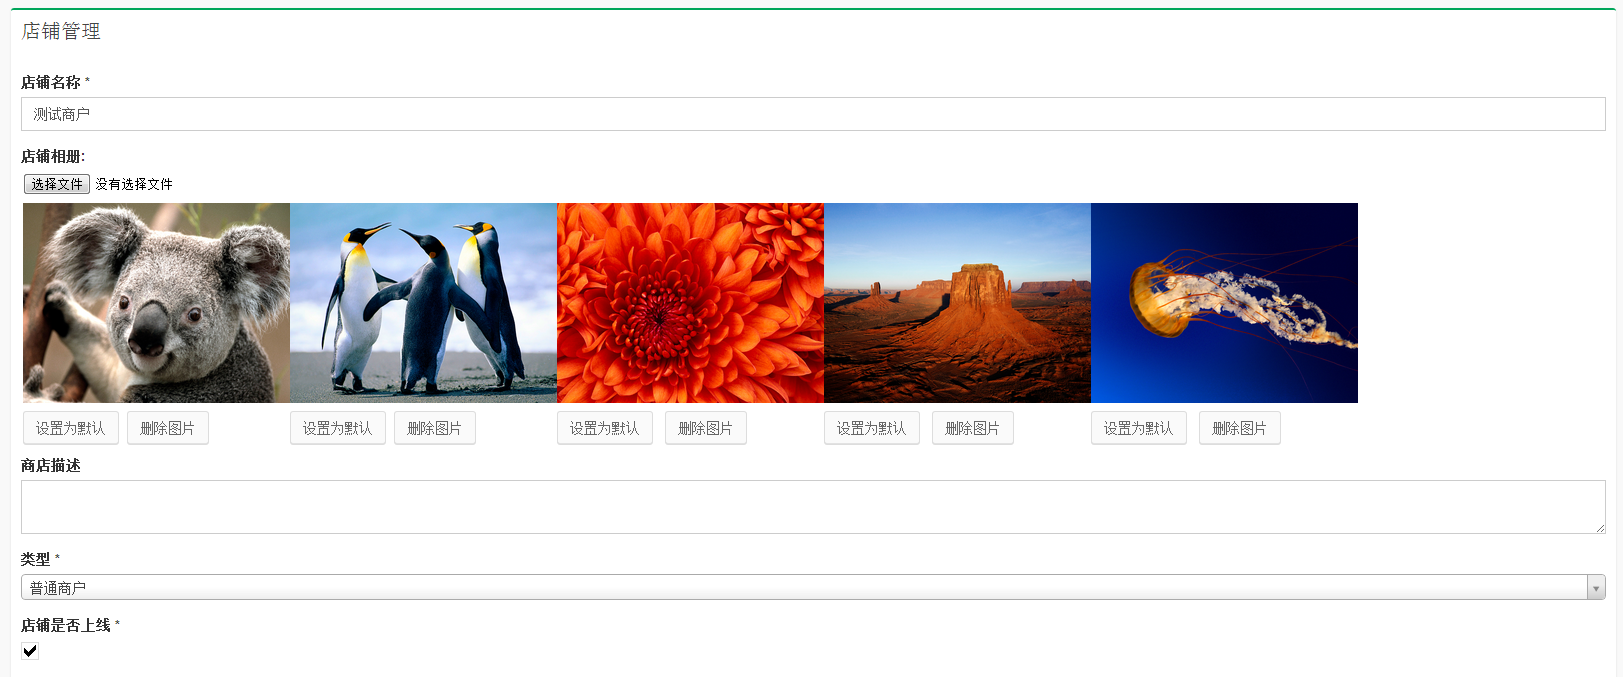 店铺管理
店铺名称 *
测试商户
店铺相册:
选择文件 没有选择文件
设置为默认 删除图片 设置为默认 删除图片 设置为默认 删除图片 设置为默认 删除图片 设置为默认 删除图片
商店描述
类型 *
普通商户
店铺是否上线 *